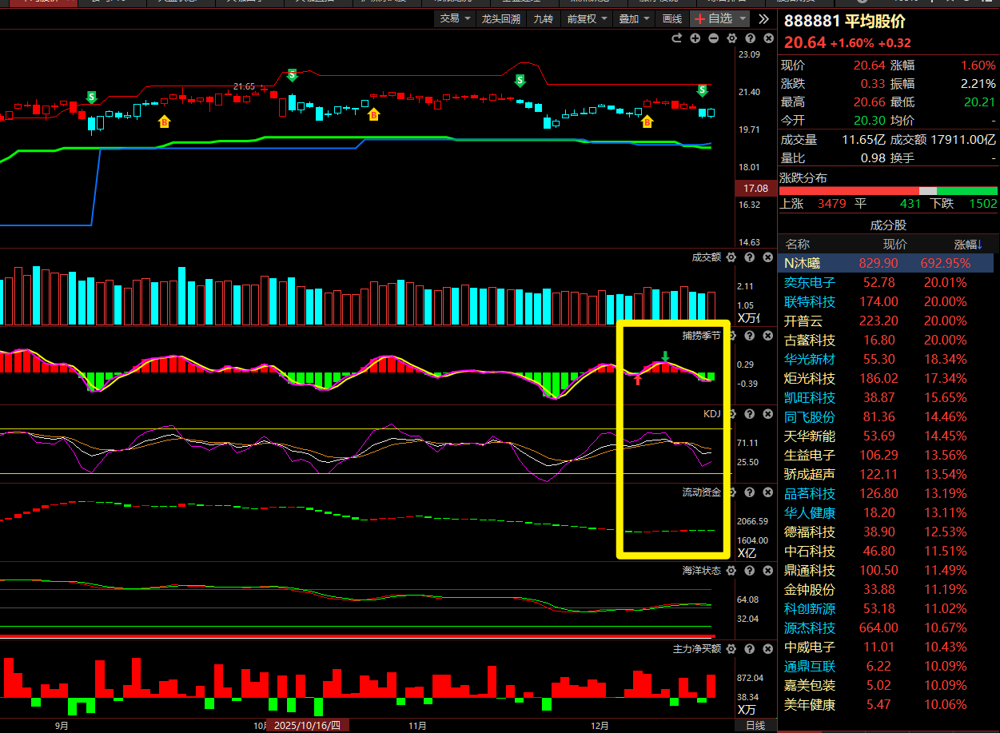 交易 龙头回溯 九转 前复权 叠加 画线 +自选
888881 平均股价
20.64 +1.60% +0.32
现价 20.64 涨幅 1.60%
涨跌 0.33 振幅 2.21%
最高 20.66 最低 20.21
今开 20.30 均价 -
成交量 11.65亿 成交额 17911.00亿
量比 0.98 换手 -
涨跌分布
上涨 3479 平 431 下跌 1502
成分股
名称 现价 涨幅↓
N沐曦 829.90 692.95%
奕东电子 52.78 20.01%
联特科技 174.00 20.00%
开普云 223.20 20.00%
古鳌科技 16.80 20.00%
华光新材 55.30 18.34%
炬光科技 186.02 17.34%
凯旺科技 38.87 15.65%
同飞股份 81.36 14.46%
天华新能 53.69 14.45%
生益电子 106.29 13.56%
骄成超声 122.11 13.54%
品茗科技 126.80 13.19%
华人健康 18.20 13.11%
德福科技 38.90 12.53%
中石科技 46.80 11.51%
鼎通科技 100.50 11.49%
金钟股份 33.88 11.19%
科创新源 53.18 11.02%
源杰科技 664.00 10.67%
中威电子 11.01 10.43%
通鼎互联 6.22 10.09%
嘉美包装 5.02 10.09%
美年健康 5.47 10.06%
23.09
21.40
19.71
18.01
17.08
16.32
14.63
21.65
S
S
S
S
B
B
B
成交额
2.11
1.05
X万亿
捕捞季节
0.29
-0.39
KDJ
71.11
25.50
流动资金
2066.59
1604.00
X亿
海洋状态
64.08
32.04
主力净买额
872.04
38.34
X万
9月 10月 2025/10/16/四 11月 12月 日线